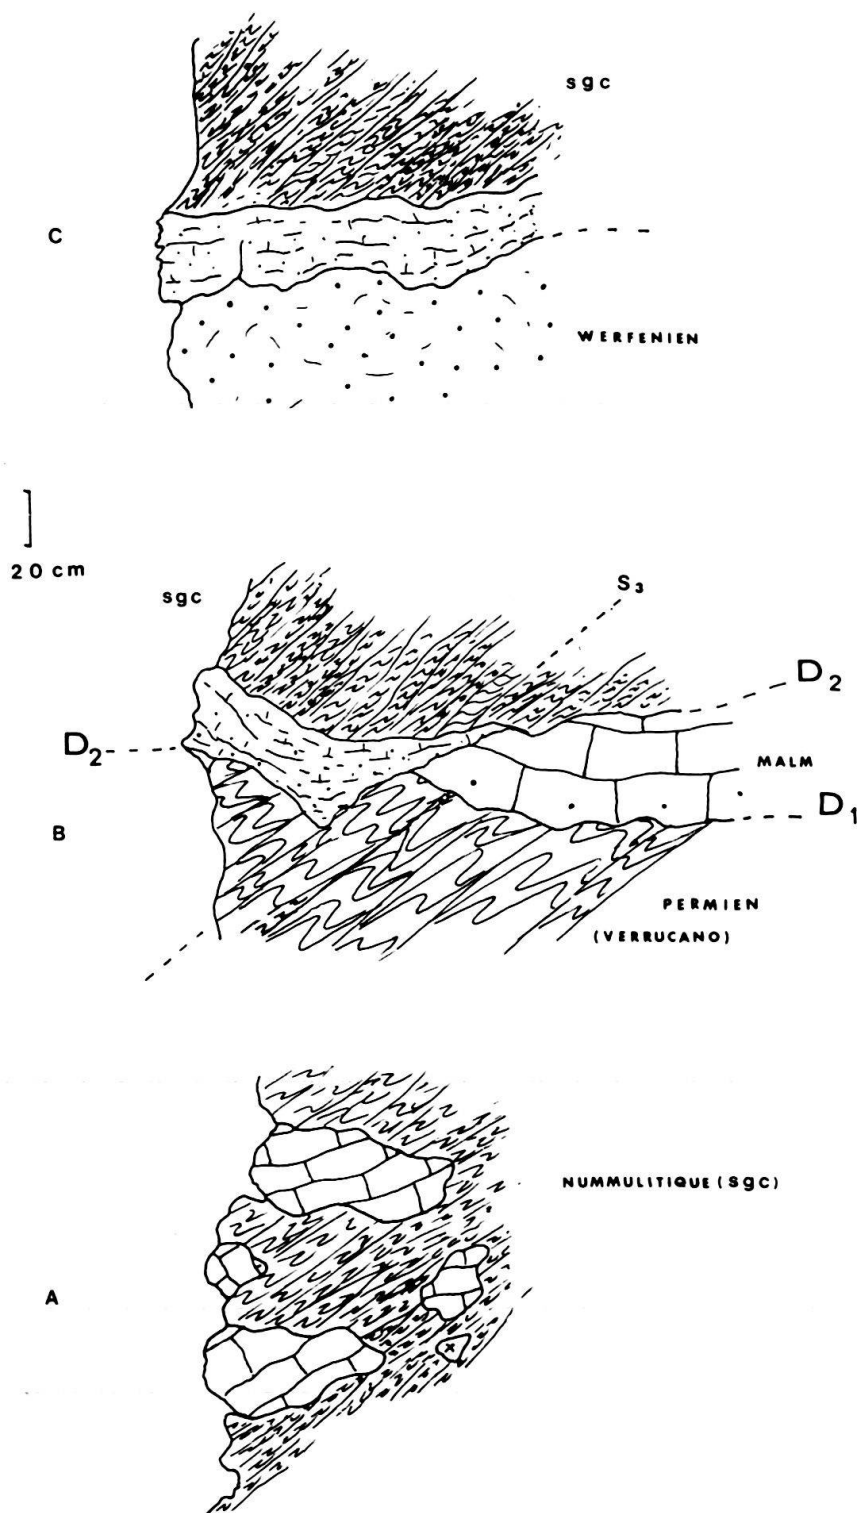 sgc
C
WERFENIEN
20 cm
sgc
S3
D2
D2
MALM
D1
B
PERMIEN
(VERRUCANO)
NUMMULITIQUE (sgc)
A
x